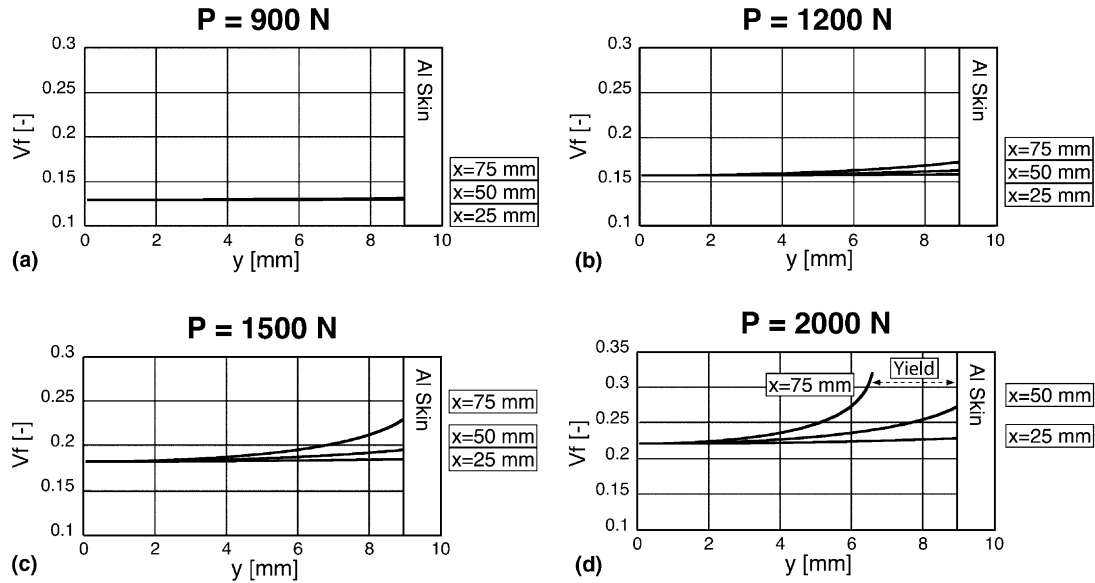 P = 900 N
0.3
0.25
0.2
0.15
0.1
Vf [-]
Al Skin
x=75 mm
x=50 mm
x=25 mm
0 2 4 6 8 10
(a)
y [mm]
P = 1200 N
0.3
0.25
0.2
0.15
0.1
Vf [-]
Al Skin
x=75 mm
x=50 mm
x=25 mm
0 2 4 6 8 10
(b)
y [mm]
P = 1500 N
0.3
0.25
0.2
0.15
0.1
Vf [-]
Al Skin
x=75 mm
x=50 mm
x=25 mm
0 2 4 6 8 10
(c)
y [mm]
P = 2000 N
0.35
0.3
0.25
0.2
0.15
0.1
Vf [-]
x=75 mm
Yield
Al Skin
x=50 mm
x=25 mm
0 2 4 6 8 10
(d)
y [mm]